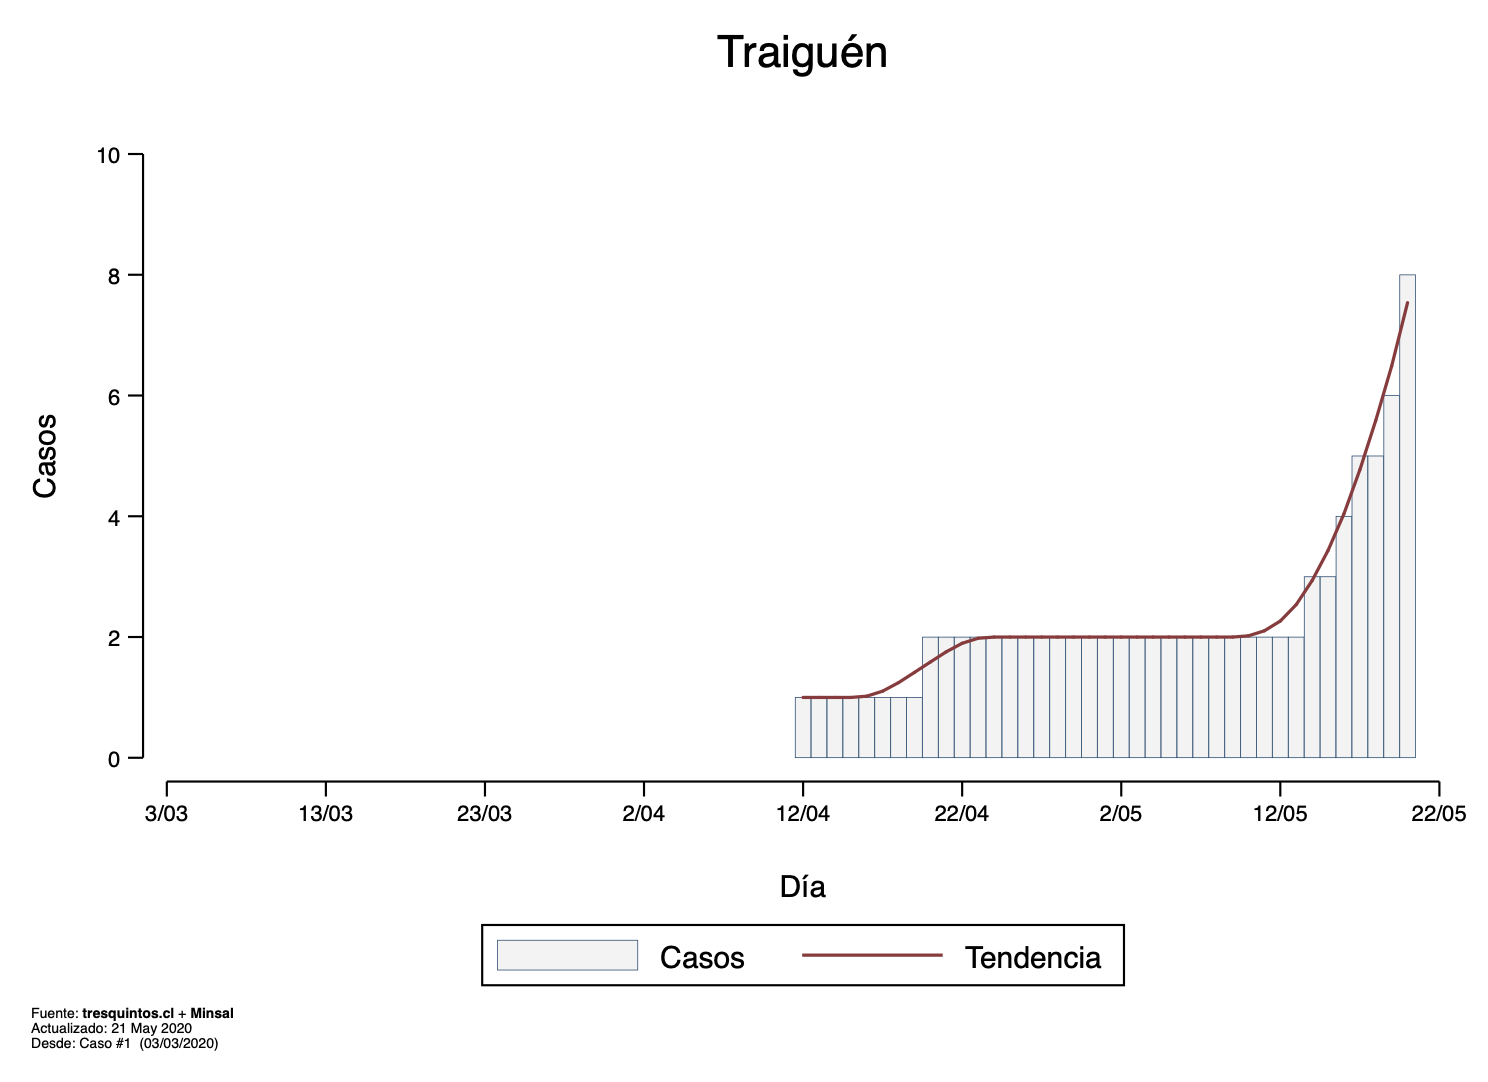 Traiguén
10
8
6
4
2
0
Casos
3/03 13/03 23/03 2/04 12/04 22/04 2/05 12/05 22/05
Día
Casos Tendencia
Fuente: tresquintos.cl + Minsal
Actualizado: 21 May 2020
Desde: Caso #1 (03/03/2020)